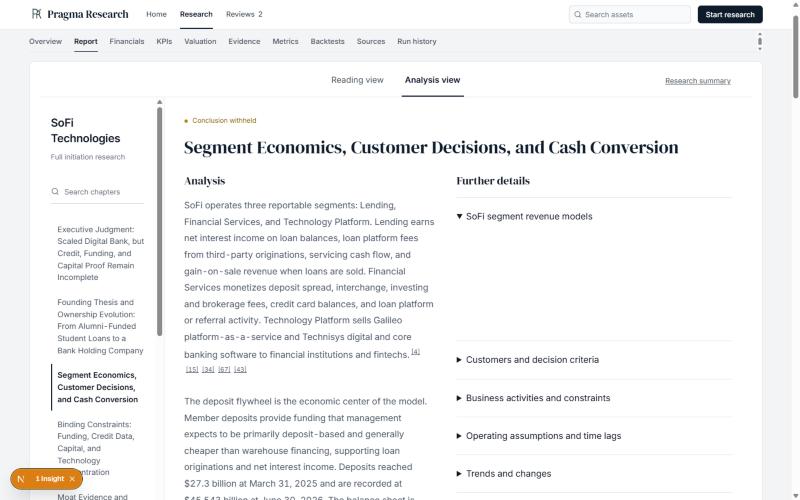 Pragma Research
Home
Research
Reviews 2
Search assets
Start research
Overview
Report
Financials
KPIs
Valuation
Evidence
Metrics
Backtests
Sources
Run history
Reading view
Analysis view
Research summary
SoFi
Technologies
Full initiation research
Search chapters
Executive Judgment:
Scaled Digital Bank, but
Credit, Funding, and
Capital Proof Remain
Incomplete
Founding Thesis and
Ownership Evolution:
From Alumni-Funded
Student Loans to a
Bank Holding Company
Segment Economics,
Customer Decisions,
and Cash Conversion
Binding Constraints:
Funding, Credit Data,
Capital, and
Technology
Moat Evidence and
1 Insight
Conclusion withheld
Segment Economics, Customer Decisions, and Cash Conversion
Analysis
SoFi operates three reportable segments: Lending,
Financial Services, and Technology Platform. Lending earns
net interest income on loan balances, loan platform fees
from third-party originations, servicing cash flow, and
gain-on-sale revenue when loans are sold. Financial
Services monetizes deposit spread, interchange, investing
and brokerage fees, credit card balances, and loan platform
or referral activity. Technology Platform sells Galileo
platform-as-a-service and Technisys digital and core
banking software to financial institutions and fintechs. [4]
[15] [34] [67] [43]
The deposit flywheel is the economic center of the model.
Member deposits provide funding that management
expects to be primarily deposit-based and generally
cheaper than warehouse financing, supporting loan
originations and net interest income. Deposits reached
$27.3 billion at March 31, 2025 and are recorded at
$45.543 billion at June 30, 2026. The balance sheet is
Further details
SoFi segment revenue models
Customers and decision criteria
Business activities and constraints
Operating assumptions and time lags
Trends and changes